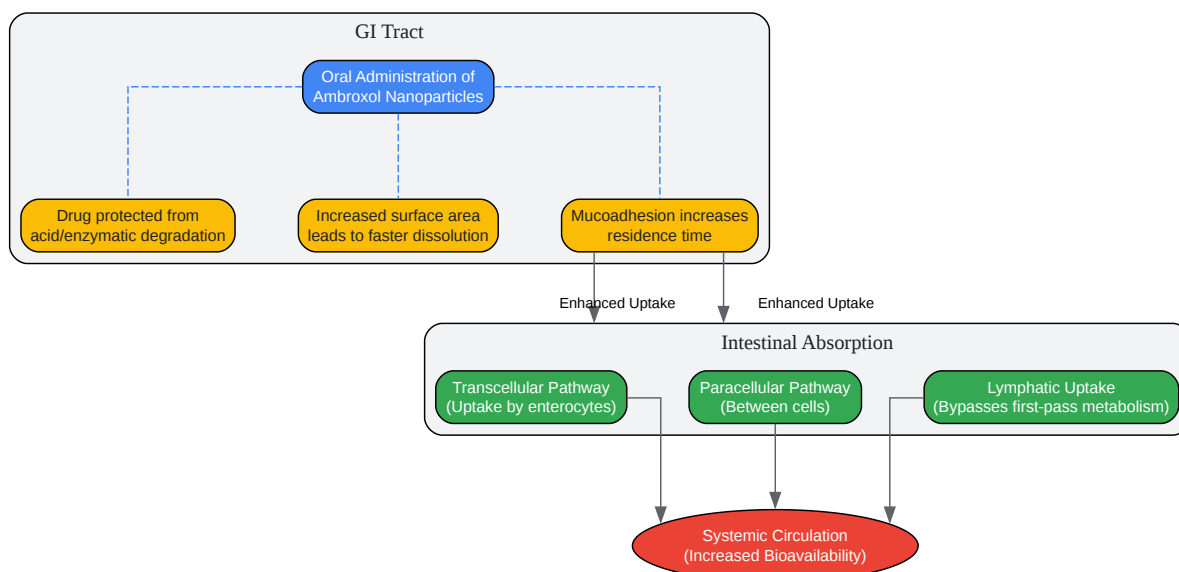 GI Tract
Oral Administration of
Ambroxol Nanoparticles
Drug protected from
acid/enzymatic degradation
Increased surface area
leads to faster dissolution
Mucoadhesion increases
residence time
Enhanced Uptake
Enhanced Uptake
Intestinal Absorption
Transcellular Pathway
(Uptake by enterocytes)
Paracellular Pathway
(Between cells)
Lymphatic Uptake
(Bypasses first-pass metabolism)
Systemic Circulation
(Increased Bioavailability)